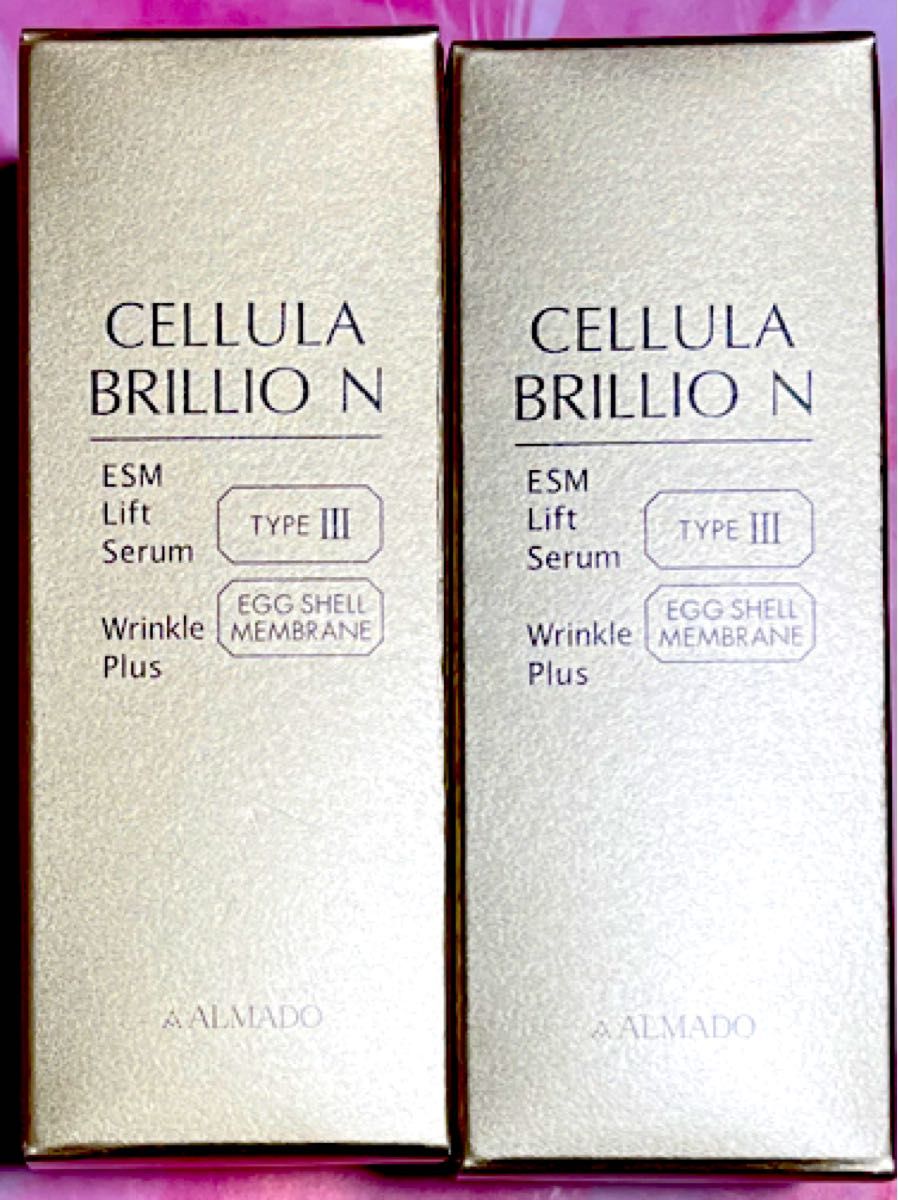 CELLULA
BRILLIO N
ESM
Lift
Serum
TYPE III
Wrinkle
Plus
EGG SHELL
MEMBRANE
ALMADO
CELLULA
BRILLIO N
ESM
Lift
Serum
TYPE III
Wrinkle
Plus
EGG SHELL
MEMBRANE
ALMADO